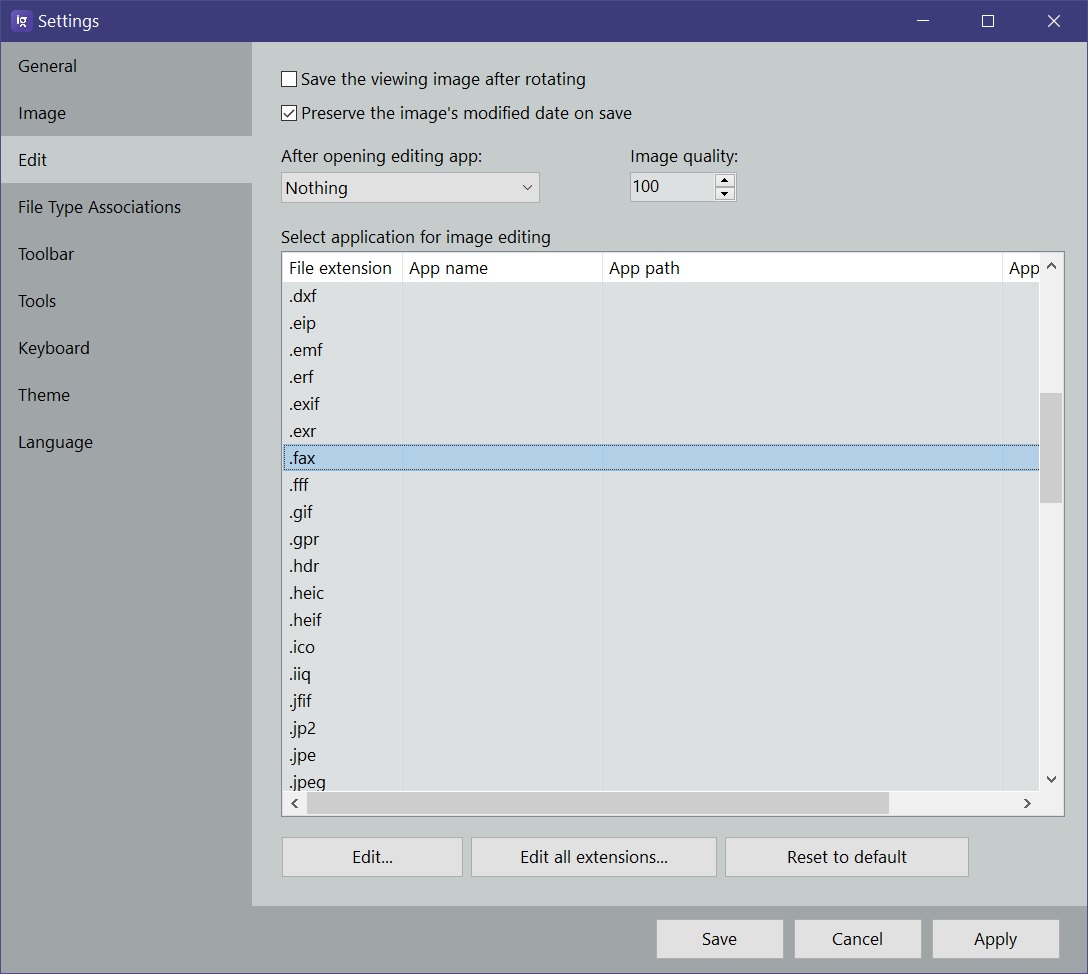 Ig Settings
General
Image
Edit
File Type Associations
Toolbar
Tools
Keyboard
Theme
Language
Save the viewing image after rotating
Preserve the image's modified date on save
After opening editing app:
Nothing
Image quality:
100
Select application for image editing
File extension App name App path App
.dxf
.eip
.emf
.erf
.exif
.exr
.fax
.fff
.gif
.gpr
.hdr
.heic
.heif
.ico
.iiq
.jfif
.jp2
.jpe
.jpeg
Edit... Edit all extensions... Reset to default
Save Cancel Apply